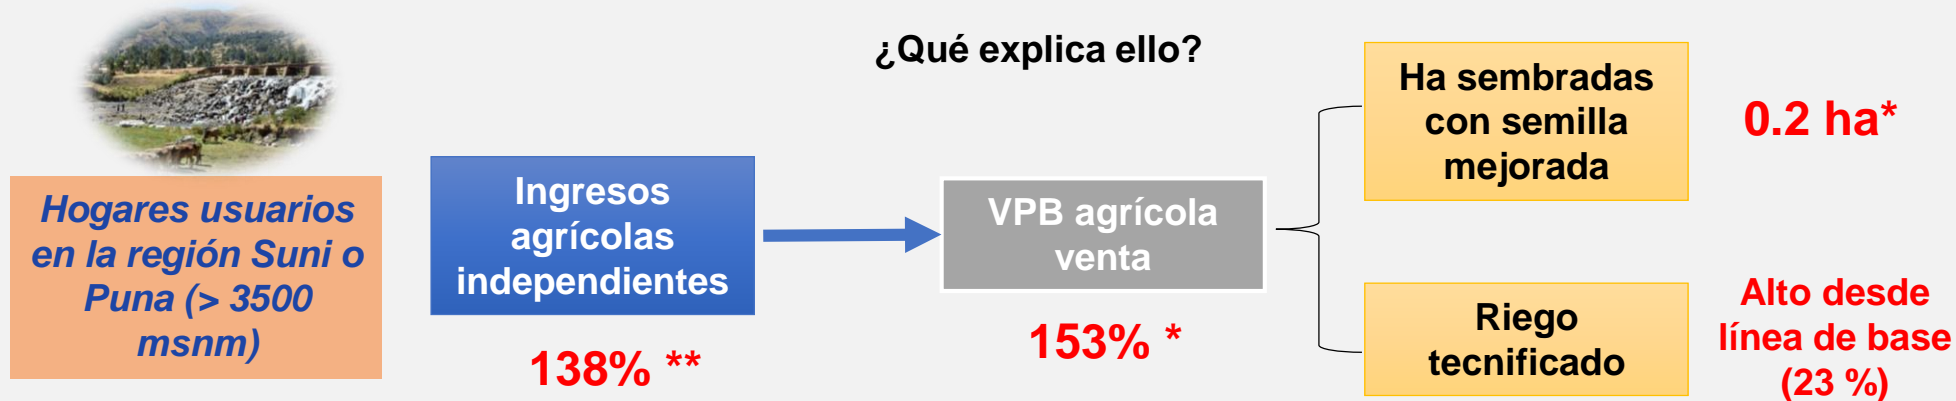 ¿Qué explica ello?
Hogares usuarios
en la región Suni o
Puna (> 3500
msnm)
Ingresos
agrícolas
independientes
138% **
VPB agrícola
venta
153% *
Ha sembradas
con semilla
mejorada
0.2 ha*
Riego
tecnificado
Alto desde
línea de base
(23 %)